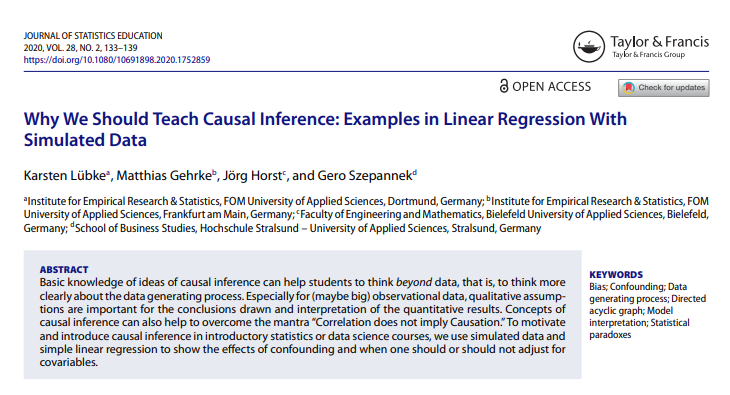 JOURNAL OF STATISTICS EDUCATION
2020, VOL. 28, NO. 2, 133–139
https://doi.org/10.1080/10691898.2020.1752859
Taylor & Francis
Taylor & Francis Group
OPEN ACCESS
Check for updates
Why We Should Teach Causal Inference: Examples in Linear Regression With
Simulated Data
Karsten Lübkeᵃ, Matthias Gehrkeᵇ, Jörg Horstᶜ, and Gero Szepannekᵈ
ᵃInstitute for Empirical Research & Statistics, FOM University of Applied Sciences, Dortmund, Germany; ᵇInstitute for Empirical Research & Statistics, FOM
University of Applied Sciences, Frankfurt am Main, Germany; ᶜFaculty of Engineering and Mathematics, Bielefeld University of Applied Sciences, Bielefeld,
Germany; ᵈSchool of Business Studies, Hochschule Stralsund – University of Applied Sciences, Stralsund, Germany
ABSTRACT
Basic knowledge of ideas of causal inference can help students to think beyond data, that is, to think more
clearly about the data generating process. Especially for (maybe big) observational data, qualitative assump-
tions are important for the conclusions drawn and interpretation of the quantitative results. Concepts of
causal inference can also help to overcome the mantra “Correlation does not imply Causation.” To motivate
and introduce causal inference in introductory statistics or data science courses, we use simulated data and
simple linear regression to show the effects of confounding and when one should or should not adjust for
covariables.
KEYWORDS
Bias; Confounding; Data
generating process; Directed
acyclic graph; Model
interpretation; Statistical
paradoxes